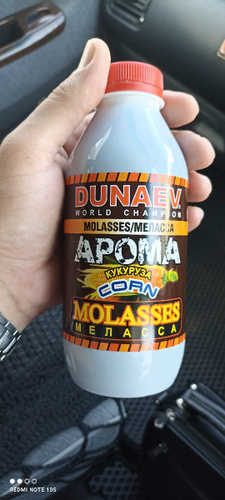 DUNAEV
WORLD CHAMPION
MOLASSES/МЕЛАССА
АРОМА
КУКУРУЗА
CORN
MOLASSES
МЕЛАССА
REDMI NOTE 10S